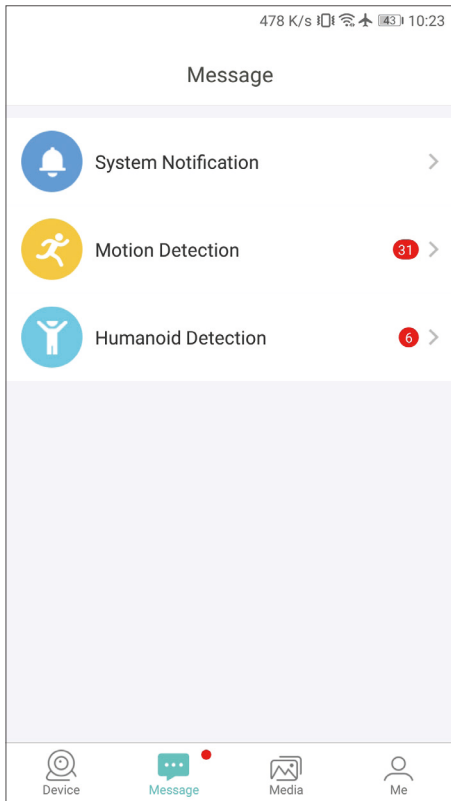 478 K/s 43 10:23
Message
System Notification
Motion Detection 31
Humanoid Detection 6
Device Message Media Me